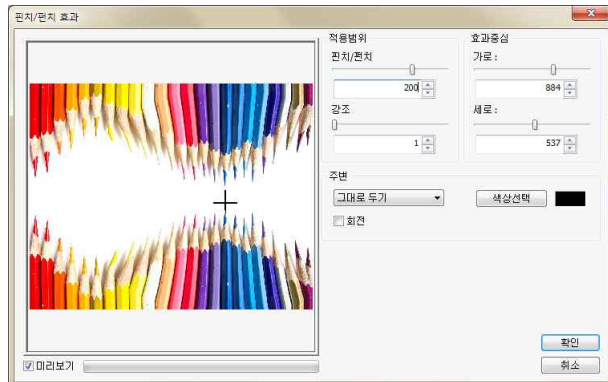 핀치/펀치 효과
적용범위
핀치/펀치
200
강조
1
효과중심
가로 :
884
세로 :
537
주변
그대로 두기
색상선택
회전
미리보기
확인
취소